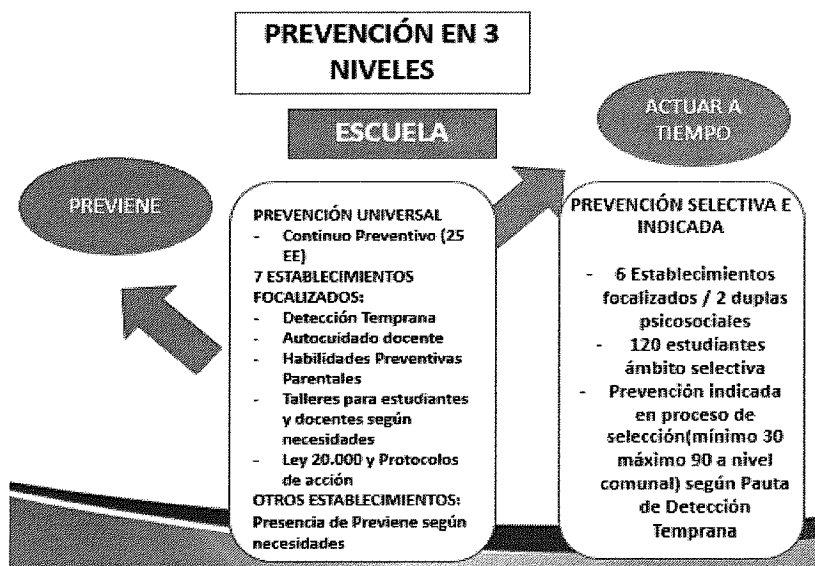 PREVENCIÓN EN 3
NIVELES
ESCUELA
ACTUAR A
TIEMPO
PREVIENE
PREVENCIÓN UNIVERSAL
- Continuo Preventivo (25
EE)
7 ESTABLECIMIENTOS
FOCALIZADOS:
- Detección Temprana
- Autocuidado docente
- Habilidades Preventivas
Parentales
- Talleres para estudiantes
y docentes según
necesidades
- Ley 20.000 y Protocolos
de acción
OTROS ESTABLECIMIENTOS:
Presencia de Previene según
necesidades
PREVENCIÓN SELECTIVA E
INDICADA
- 6 Establecimientos
focalizados / 2 duplas
psicosociales
- 120 estudiantes
ámbito selectiva
- Prevención indicada
en proceso de
selección(mínimo 30
máximo 90 a nivel
comunal) según Pauta
de Detección
Temprana